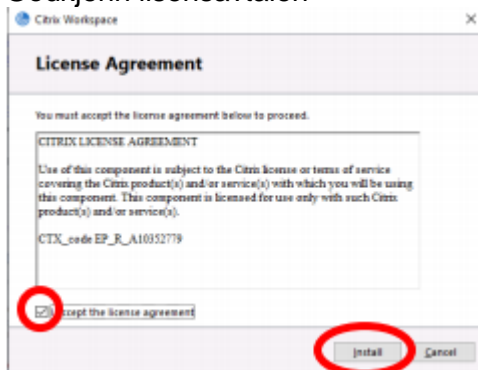 Godkjenn lisensavtalen
Citrix Workspace
License Agreement
You must accept the license agreement below to proceed.
CITRIX LICENSE AGREEMENT
Use of this component is subject to the Citrix license or terms of service
covering the Citrix product(s) and/or service(s) with which you will be using
this component. This component is licensed for use only with such Citrix
product(s) and/or service(s).
CTX_code EP_R_A10352779
accept the license agreement
Install
Cancel